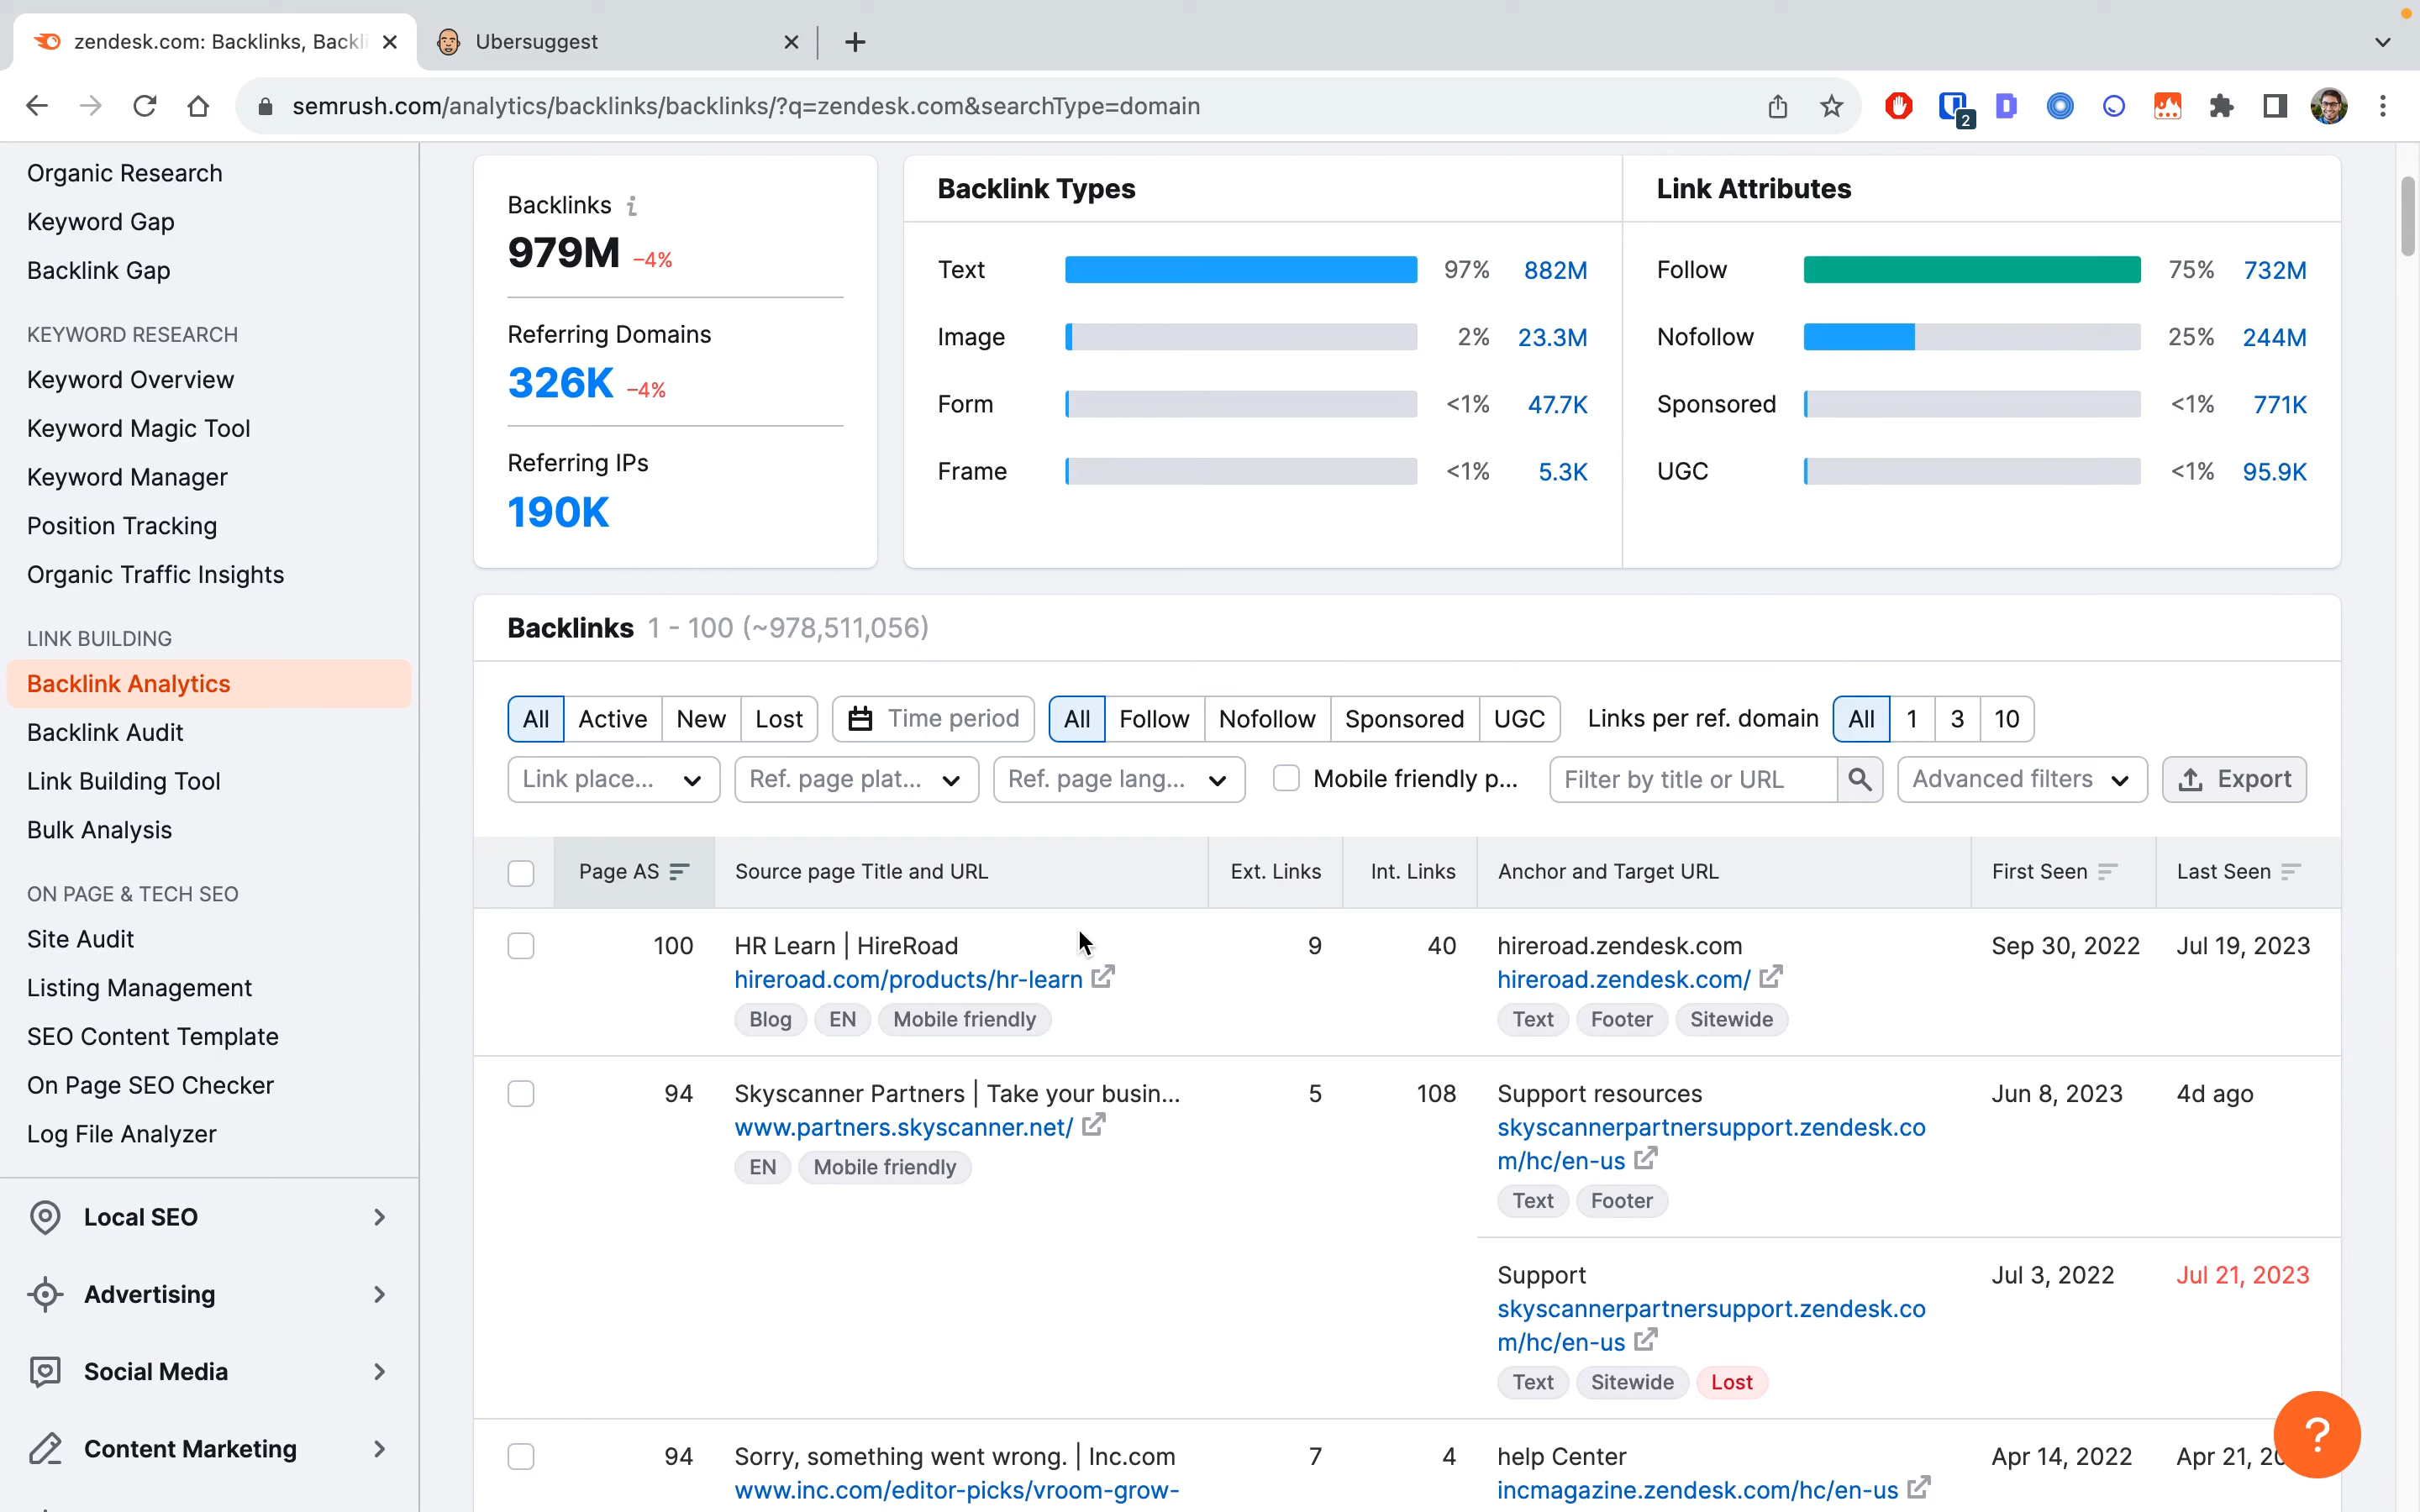 zendesk.com: Backlinks, Backli
Ubersuggest
semrush.com/analytics/backlinks/backlinks/?q=zendesk.com&searchType=domain
2
Organic Research
Keyword Gap
Backlink Gap
KEYWORD RESEARCH
Keyword Overview
Keyword Magic Tool
Keyword Manager
Position Tracking
Organic Traffic Insights
LINK BUILDING
Backlink Analytics
Backlink Audit
Link Building Tool
Bulk Analysis
ON PAGE & TECH SEO
Site Audit
Listing Management
SEO Content Template
On Page SEO Checker
Log File Analyzer
Local SEO
Advertising
Social Media
Content Marketing
Backlinks i
979M -4%
Referring Domains
326K -4%
Referring IPs
190K
Backlink Types
Text 97% 882M
Image 2% 23.3M
Form <1% 47.7K
Frame <1% 5.3K
Link Attributes
Follow 75% 732M
Nofollow 25% 244M
Sponsored <1% 771K
UGC <1% 95.9K
Backlinks 1 - 100 (~978,511,056)
All Active New Lost Time period All Follow Nofollow Sponsored UGC Links per ref. domain All 1 3 10
Link place... Ref. page plat... Ref. page lang... Mobile friendly p... Filter by title or URL Advanced filters Export
Page AS Source page Title and URL Ext. Links Int. Links Anchor and Target URL First Seen Last Seen
100 HR Learn | HireRoad 9 40 hireroad.zendesk.com Sep 30, 2022 Jul 19, 2023
hireroad.com/products/hr-learn hireroad.zendesk.com/
Blog EN Mobile friendly Text Footer Sitewide
94 Skyscanner Partners | Take your busin... 5 108 Support resources Jun 8, 2023 4d ago
www.partners.skyscanner.net/ skyscannerpartnersupport.zendesk.co
EN Mobile friendly m/hc/en-us
Text Footer
Support Jul 3, 2022 Jul 21, 2023
skyscannerpartnersupport.zendesk.co
m/hc/en-us
Text Sitewide Lost
94 Sorry, something went wrong. | Inc.com 7 4 help Center Apr 14, 2022 Apr 21, 20
www.inc.com/editor-picks/vroom-grow- incmagazine.zendesk.com/hc/en-us
?